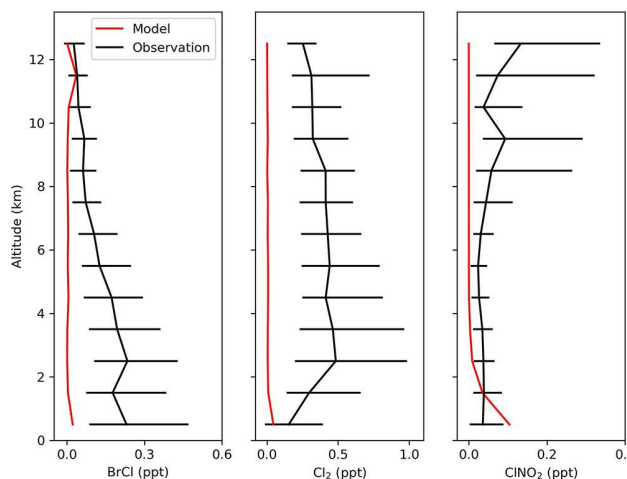 Model
Observation
Altitude (km)
12
10
8
6
4
2
0
0.0 0.3 0.6
BrCl (ppt)
0.0 0.5 1.0
Cl₂ (ppt)
0.0 0.2
ClNO₂ (ppt)